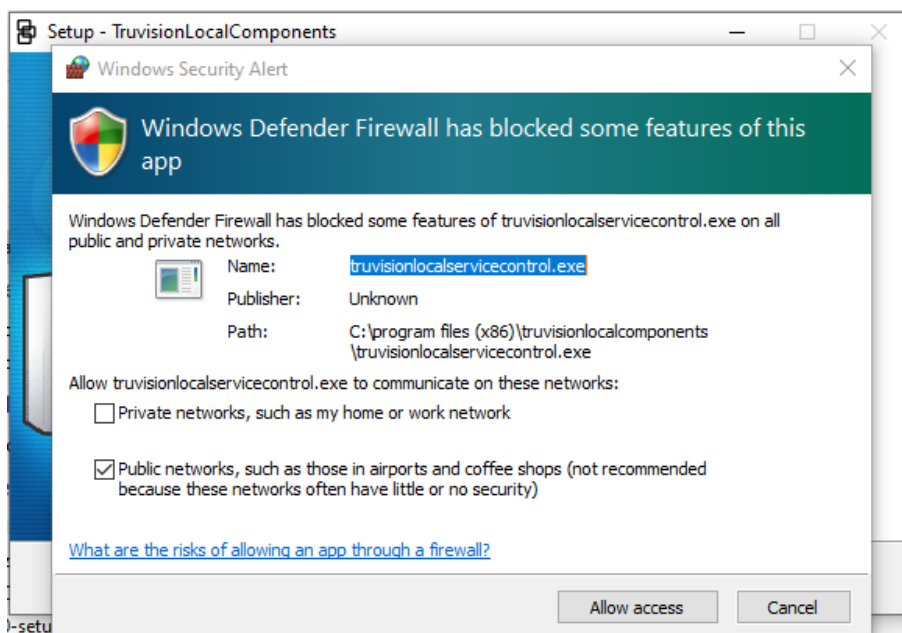 Setup - TruvisionLocalComponents
Windows Security Alert
Windows Defender Firewall has blocked some features of this
app
Windows Defender Firewall has blocked some features of truvisionlocalservicecontrol.exe on all
public and private networks.
Name: truvisionlocalservicecontrol.exe
Publisher: Unknown
Path: C:\program files (x86)\truvisionlocalcomponents
\truvisionlocalservicecontrol.exe
Allow truvisionlocalservicecontrol.exe to communicate on these networks:
Private networks, such as my home or work network
Public networks, such as those in airports and coffee shops (not recommended
because these networks often have little or no security)
What are the risks of allowing an app through a firewall?
Allow access Cancel
-setu